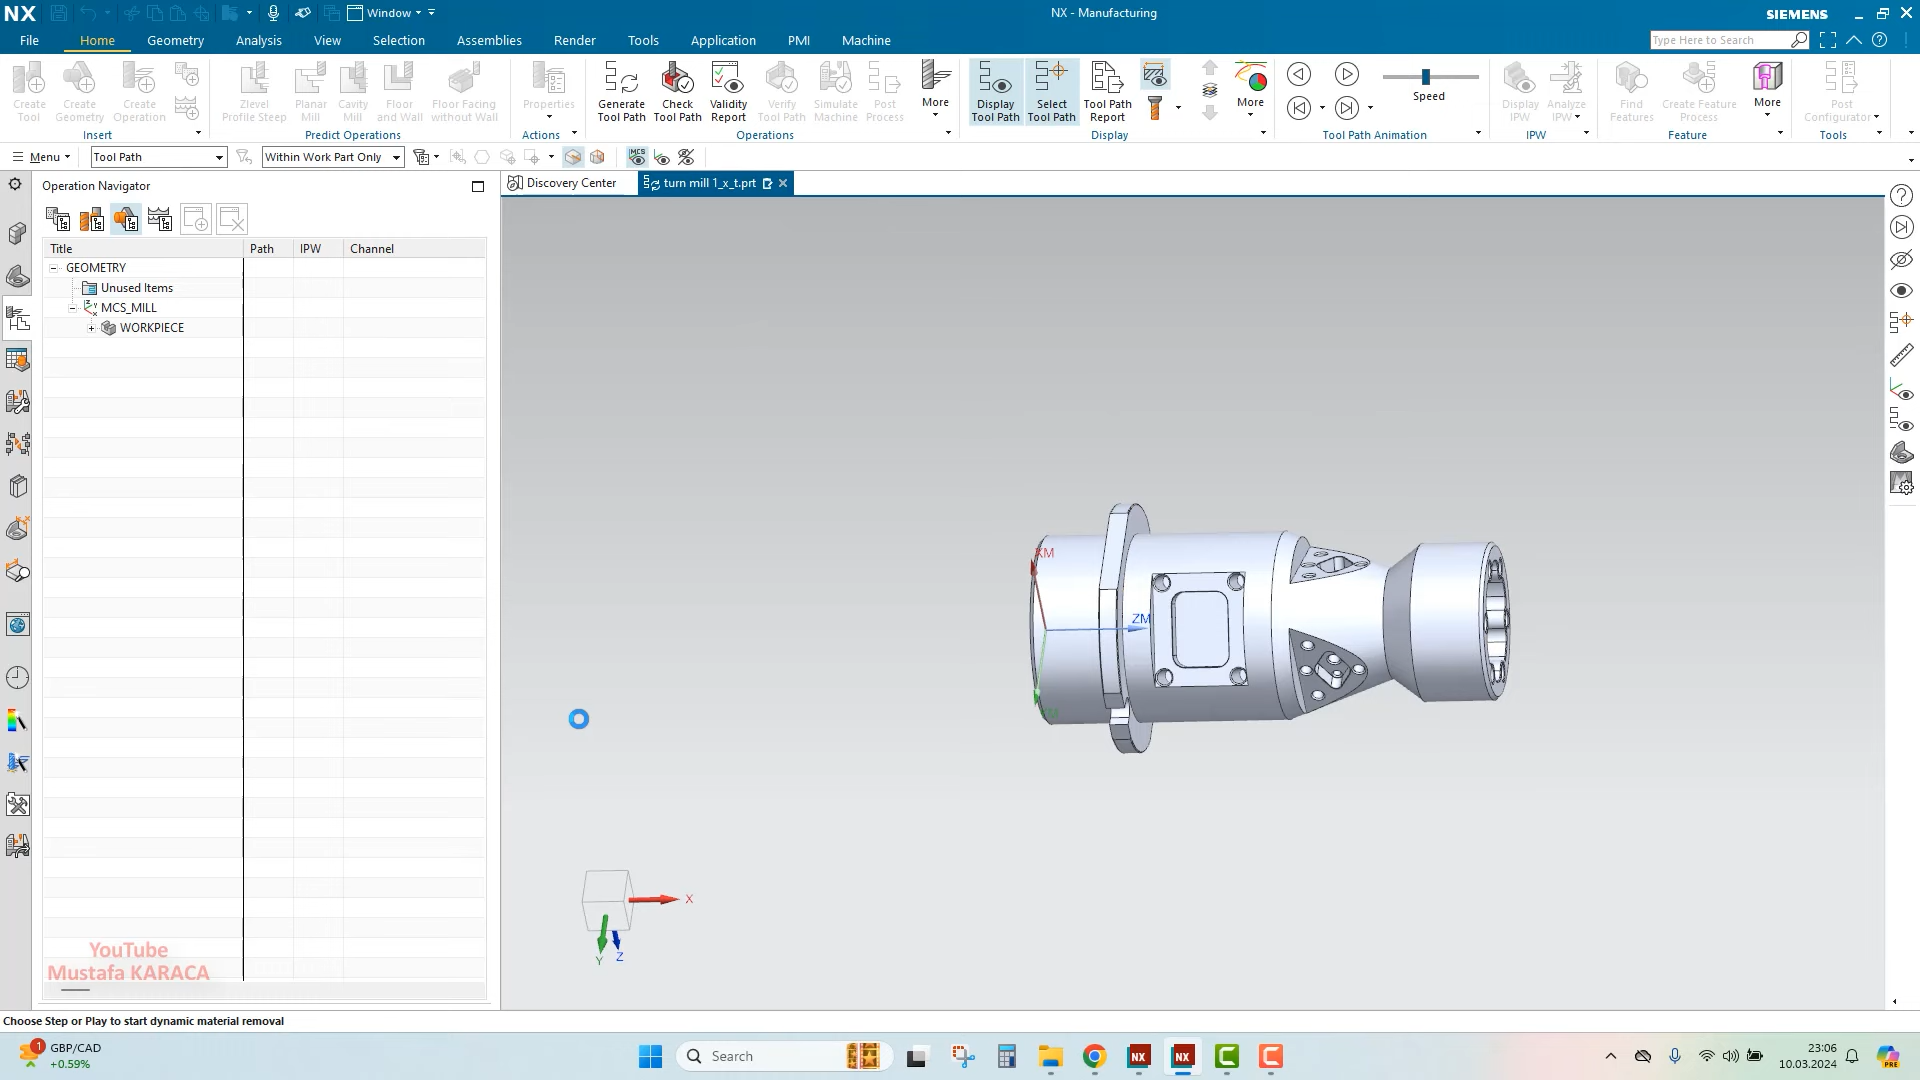 NX
Window
NX - Manufacturing
SIEMENS
File
Home
Geometry
Analysis
View
Selection
Assemblies
Render
Tools
Application
PMI
Machine
Type Here to Search
Create
Tool
Create
Geometry
Create
Operation
Insert
Zlevel
Profile Steep
Planar
Mill
Cavity
Mill
Floor
and Wall
Floor Facing
without Wall
Predict Operations
Properties
Actions
Generate
Tool Path
Check
Tool Path
Validity
Report
Verify
Tool Path
Simulate
Machine
Post
Process
More
Operations
Display
Tool Path
Select
Tool Path
Tool Path
Report
More
Display
Speed
Tool Path Animation
Display
IPW
Analyze
IPW
IPW
Find
Features
Create Feature
Process
More
Feature
Post
Configurator
Tools
Menu
Tool Path
Within Work Part Only
MCS
Operation Navigator
Discovery Center
turn mill 1_x_t.prt
Title
Path
IPW
Channel
GEOMETRY
Unused Items
MCS_MILL
WORKPIECE
XM
ZM
X
Y
Z
YouTube
Mustafa KARACA
Choose Step or Play to start dynamic material removal
1
GBP/CAD
+0.59%
Search
NX
NX
C
C
23:06
10.03.2024
PRE